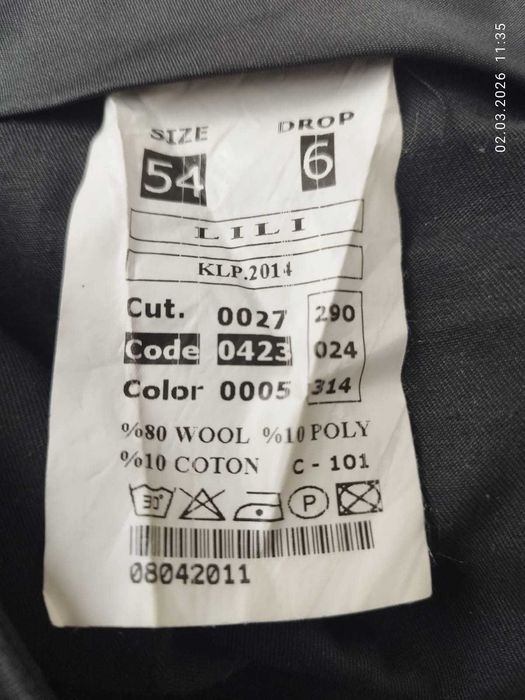 SIZE DROP
54 6
LILI
KLP.2014
Cut. 0027 290
Code 0423 024
Color 0005 314
%80 WOOL %10 POLY
%10 COTON C - 101
30 P
08042011
02.03.2026 11:35